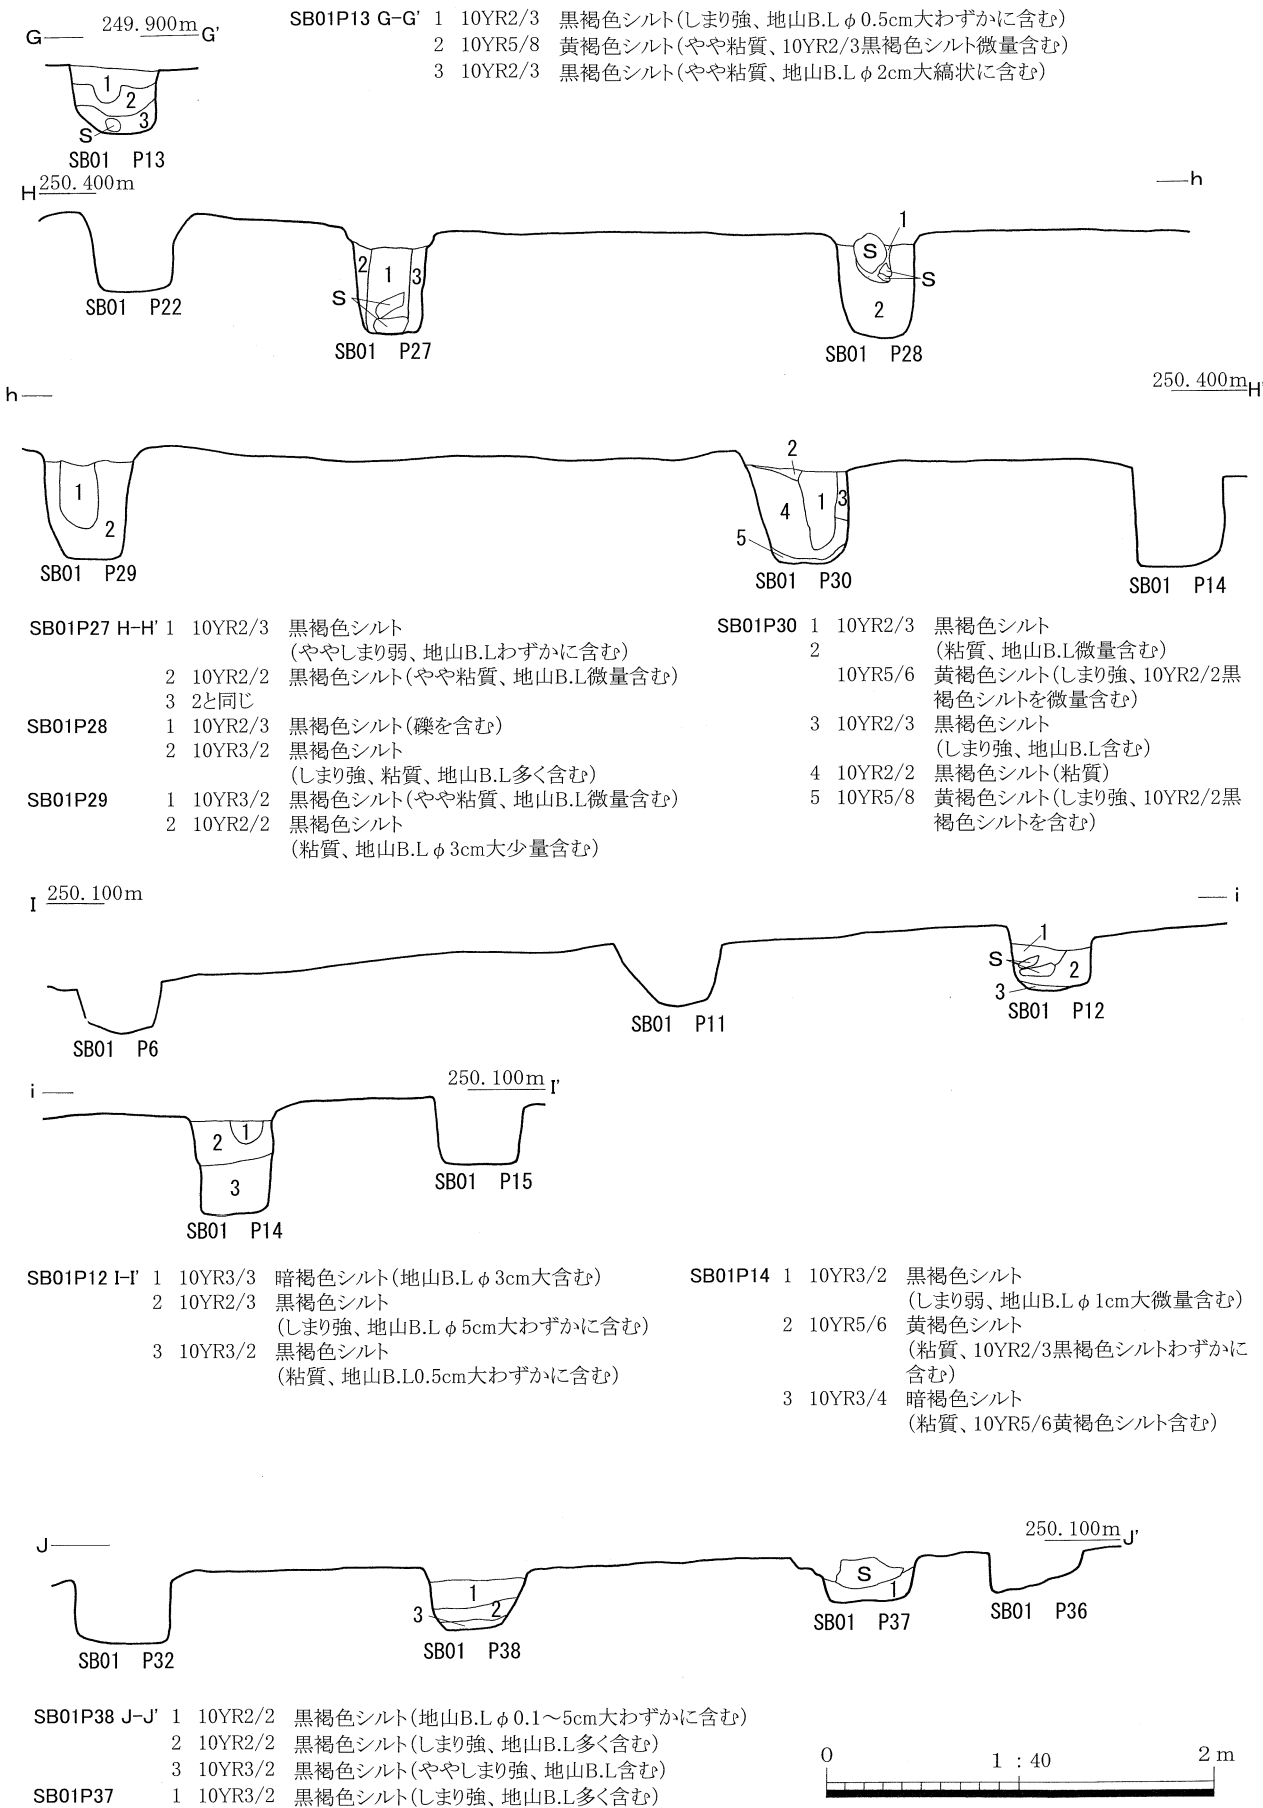 G 249.900m G'
SB01P13 G-G' 1 10YR2/3 黒褐色シルト(しまり強、地山B.Lφ0.5cm大わずかに含む)
2 10YR5/8 黄褐色シルト(やや粘質、10YR2/3黒褐色シルト微量含む)
3 10YR2/3 黒褐色シルト(やや粘質、地山B.Lφ2cm大縞状に含む)
1
2
3
S
SB01 P13
H 250.400m h
1
S
S
2 1 3
S
2
SB01 P22
SB01 P27
SB01 P28
h 250.400m H'
1
2
2
4 1 3
5
SB01 P29
SB01 P30
SB01 P14
SB01P27 H-H' 1 10YR2/3 黒褐色シルト
(ややしまり弱、地山B.Lわずかに含む)
2 10YR2/2 黒褐色シルト(やや粘質、地山B.L微量含む)
3 2と同じ
SB01P28 1 10YR2/3 黒褐色シルト(礫を含む)
2 10YR3/2 黒褐色シルト
(しまり強、粘質、地山B.L多く含む)
SB01P29 1 10YR3/2 黒褐色シルト(やや粘質、地山B.L微量含む)
2 10YR2/2 黒褐色シルト
(粘質、地山B.Lφ3cm大少量含む)
SB01P30 1 10YR2/3 黒褐色シルト
2 (粘質、地山B.L微量含む)
10YR5/6 黄褐色シルト(しまり強、10YR2/2黒
褐色シルトを微量含む)
3 10YR2/3 黒褐色シルト
(しまり強、地山B.L含む)
4 10YR2/2 黒褐色シルト(粘質)
5 10YR5/8 黄褐色シルト(しまり強、10YR2/2黒
褐色シルトを含む)
I 250.100m i
1
S
2
3
SB01 P6
SB01 P11
SB01 P12
i 250.100m I'
2 1
3
SB01 P14
SB01 P15
SB01P12 I-I' 1 10YR3/3 暗褐色シルト(地山B.Lφ3cm大含む)
2 10YR2/3 黒褐色シルト
(しまり強、地山B.Lφ5cm大わずかに含む)
3 10YR3/2 黒褐色シルト
(粘質、地山B.L0.5cm大わずかに含む)
SB01P14 1 10YR3/2 黒褐色シルト
(しまり弱、地山B.Lφ1cm大微量含む)
2 10YR5/6 黄褐色シルト
(粘質、10YR2/3黒褐色シルトわずかに
含む)
3 10YR3/4 暗褐色シルト
(粘質、10YR5/6黄褐色シルト含む)
J 250.100m J'
1
2
3
S
1
SB01 P32
SB01 P38
SB01 P37
SB01 P36
SB01P38 J-J' 1 10YR2/2 黒褐色シルト(地山B.Lφ0.1～5cm大わずかに含む)
2 10YR2/2 黒褐色シルト(しまり強、地山B.L多く含む)
3 10YR3/2 黒褐色シルト(ややしまり強、地山B.L含む)
SB01P37 1 10YR3/2 黒褐色シルト(しまり強、地山B.L多く含む)
0 1：40 2m